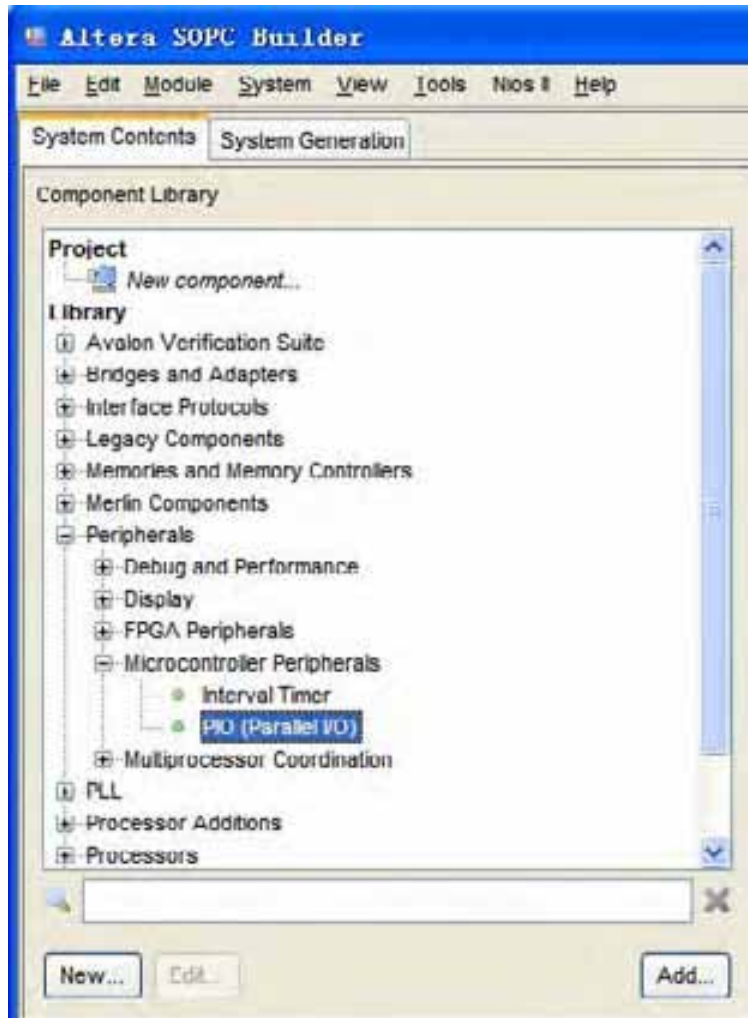 Altera SOPC Builder
File Edit Module System View Tools Nios II Help
System Contents System Generation
Component Library
Project
New component...
Library
Avalon Verification Suite
Bridges and Adapters
Interface Protocols
Legacy Components
Memories and Memory Controllers
Merlin Components
Peripherals
Debug and Performance
Display
FPGA Peripherals
Microcontroller Peripherals
Interval Timer
PIO (Parallel I/O)
Multiprocessor Coordination
PLL
Processor Additions
Processors
New... Edit... Add...